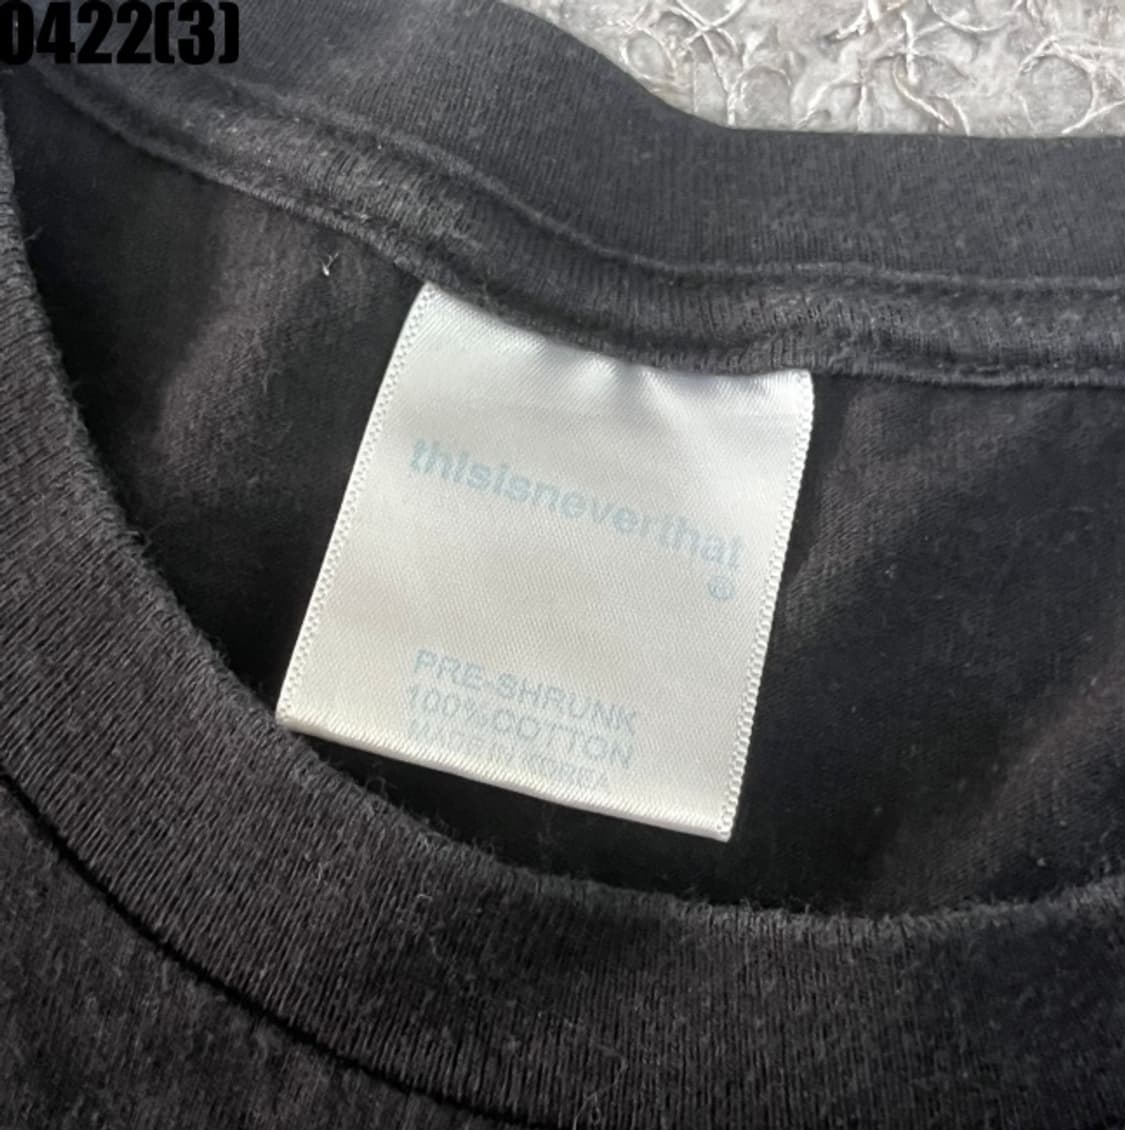 0422(3)
thisisneverthat
®
PRE-SHRUNK
100%COTTON
MADE IN KOREA